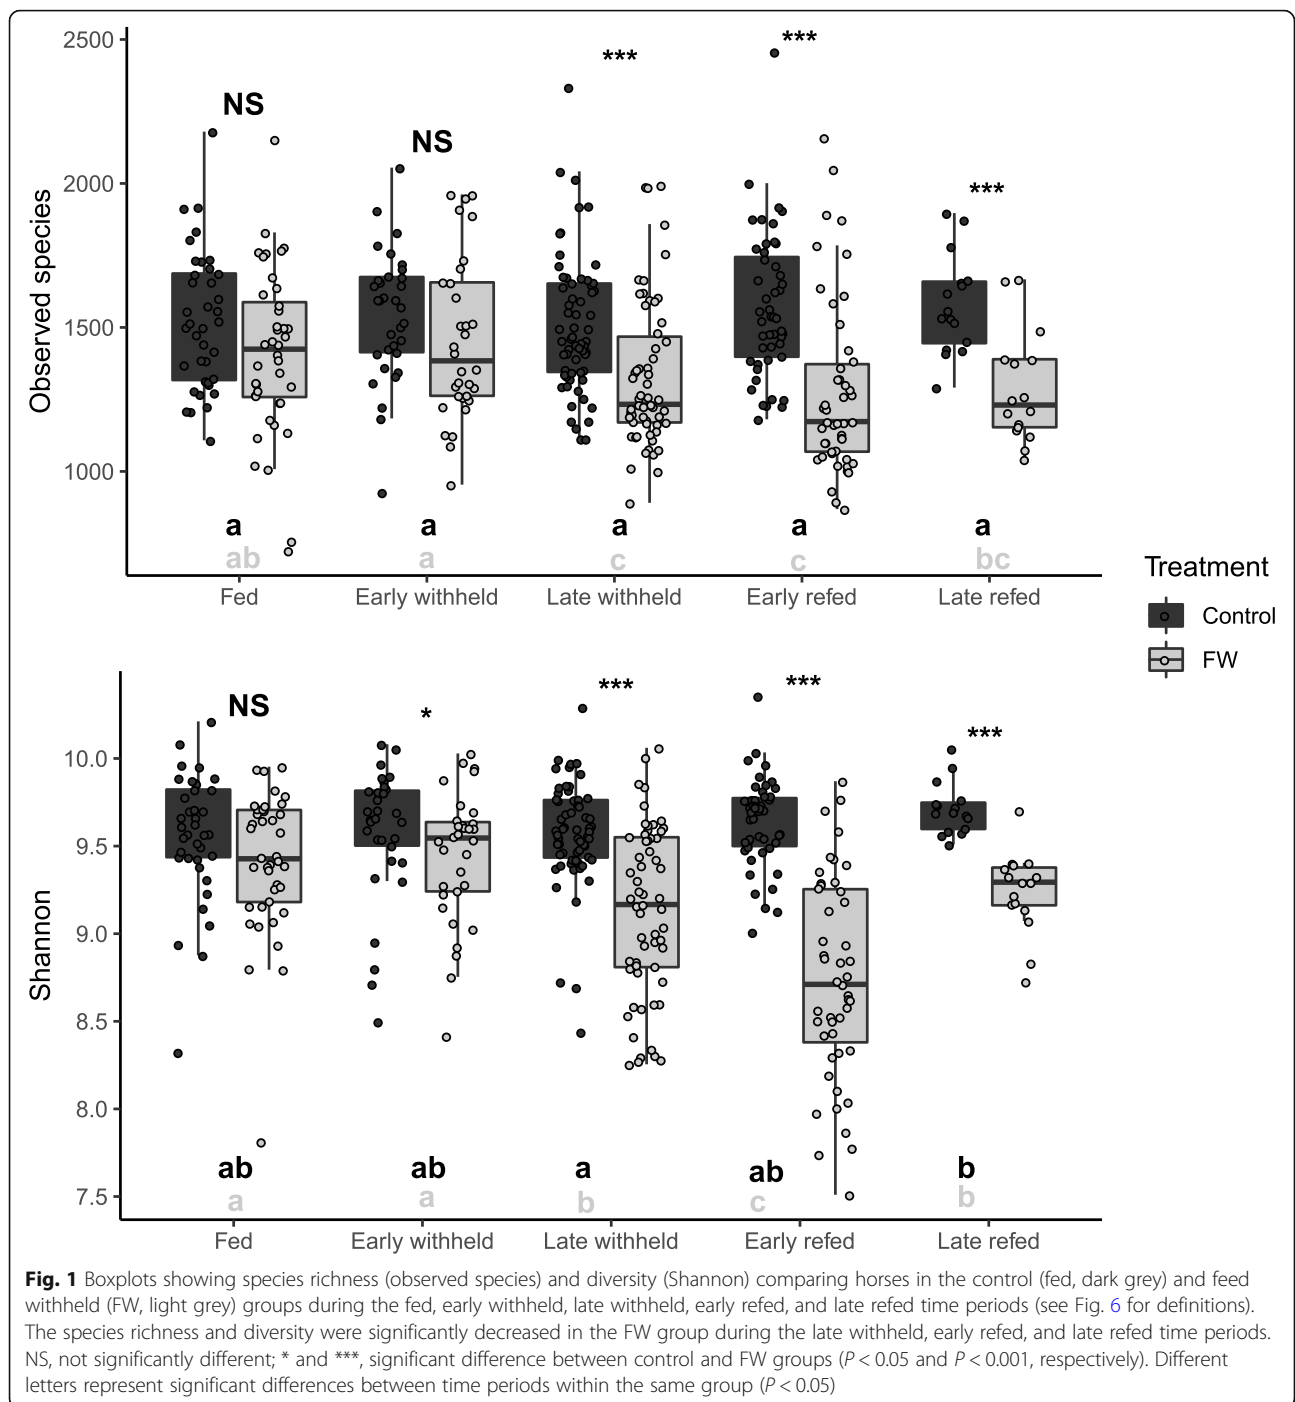 2500
2000
1500
1000
Observed species
NS
NS
***
***
***
a
a
a
a
a
ab
a
c
c
bc
Fed
Early withheld
Late withheld
Early refed
Late refed
Treatment
Control
FW
10.0
9.5
9.0
8.5
8.0
7.5
Shannon
NS
*
***
***
***
ab
ab
a
ab
b
a
a
b
c
b
Fed
Early withheld
Late withheld
Early refed
Late refed
Fig. 1 Boxplots showing species richness (observed species) and diversity (Shannon) comparing horses in the control (fed, dark grey) and feed
withheld (FW, light grey) groups during the fed, early withheld, late withheld, early refed, and late refed time periods (see Fig. 6 for definitions).
The species richness and diversity were significantly decreased in the FW group during the late withheld, early refed, and late refed time periods.
NS, not significantly different; * and ***, significant difference between control and FW groups (P < 0.05 and P < 0.001, respectively). Different
letters represent significant differences between time periods within the same group (P < 0.05)